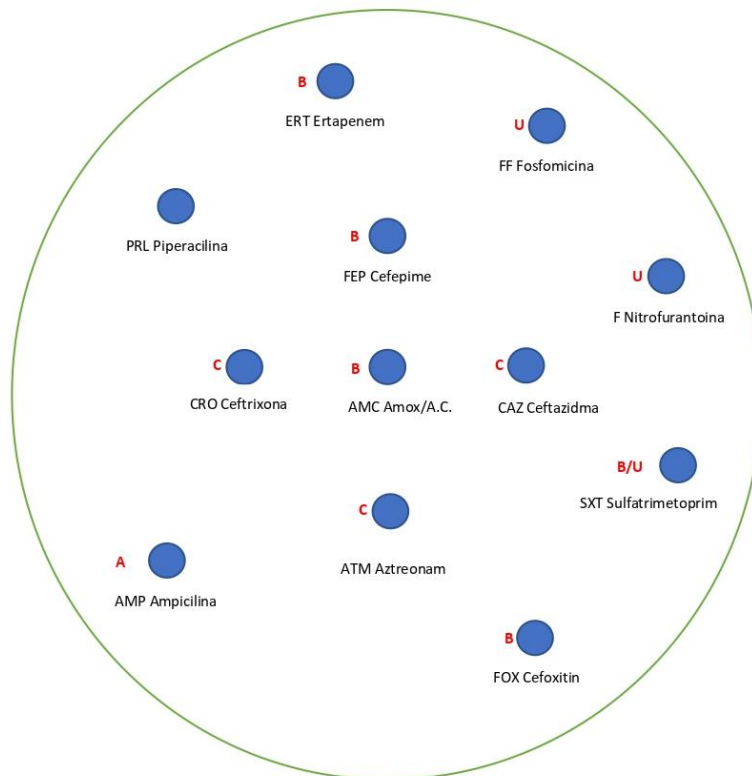 B
ERT Ertapenem
U
FF Fosfomicina
PRL Piperacilina
B
FEP Cefepime
U
F Nitrofurantoina
C
CRO Ceftrixona
B
AMC Amox/A.C.
C
CAZ Ceftazidma
B/U
SXT Sulfatrimetoprim
C
ATM Aztreonam
A
AMP Ampicilina
B
FOX Cefoxitin